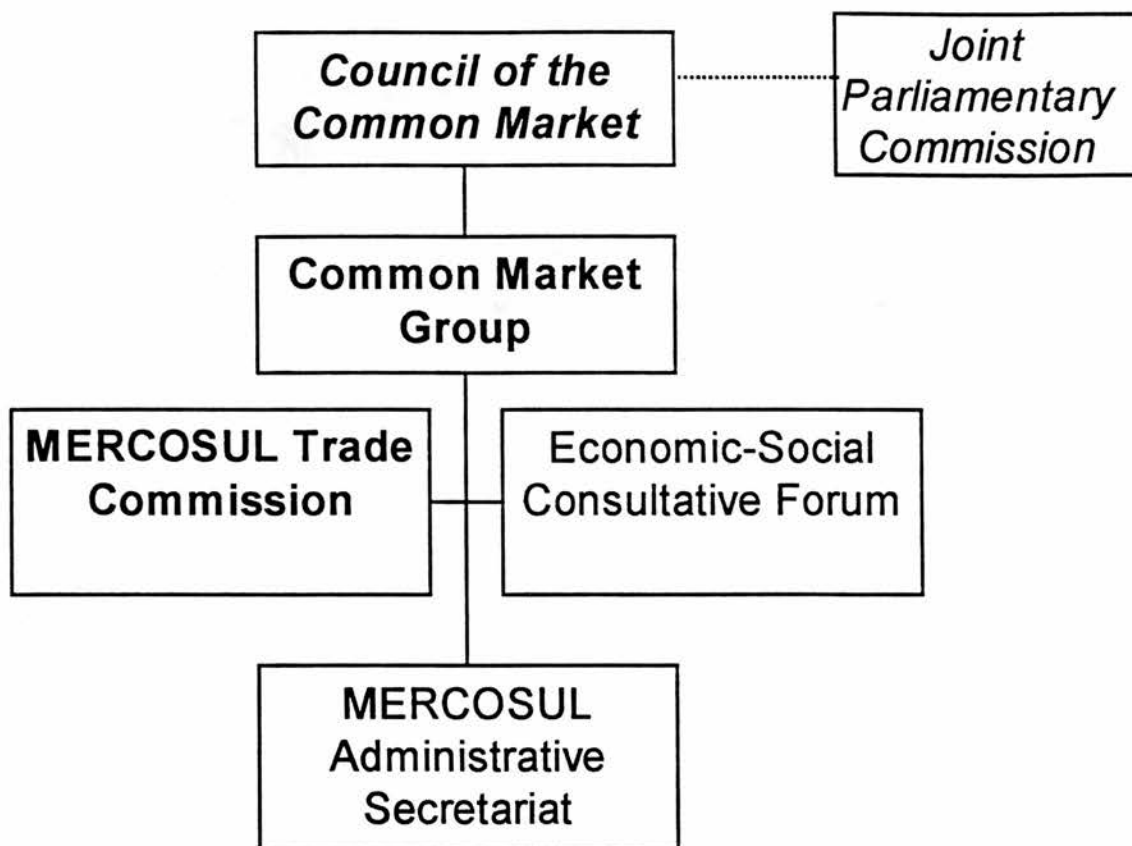 Council of the
Common Market
Joint
Parliamentary
Commission
Common Market
Group
MERCOSUL Trade
Commission
Economic-Social
Consultative Forum
MERCOSUL
Administrative
Secretariat